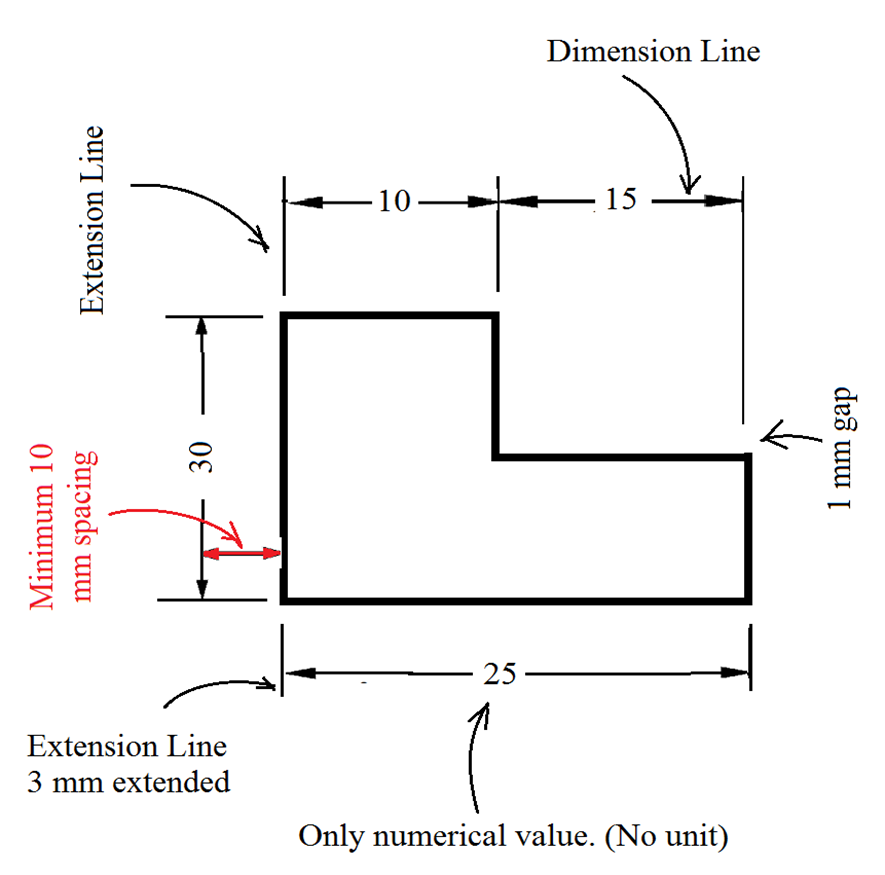 Dimension Line
Extension Line
10
15
1 mm gap
30
Minimum 10
mm spacing
25
Extension Line
3 mm extended
Only numerical value. (No unit)